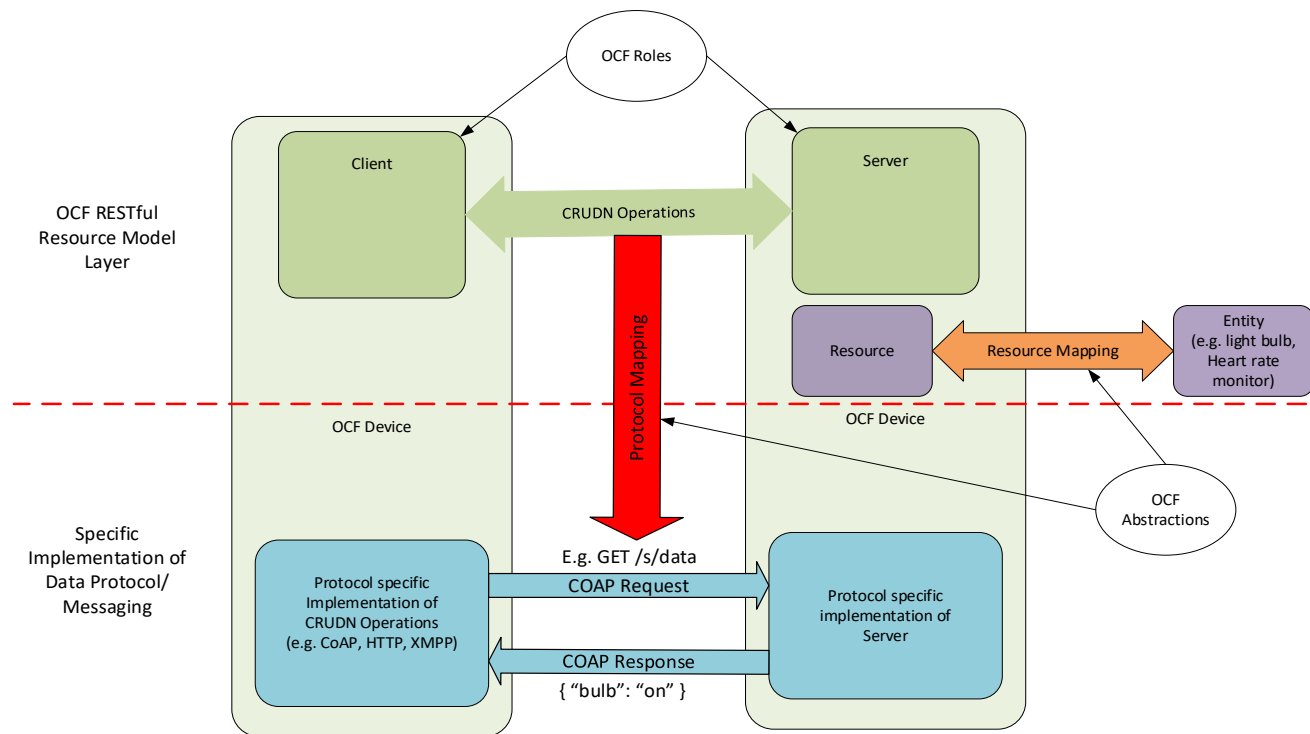 OCF Roles
Client
Server
OCF RESTful
Resource Model
Layer
CRUDN Operations
Protocol Mapping
Resource
Resource Mapping
Entity
(e.g. light bulb,
Heart rate
monitor)
OCF Device
OCF Device
OCF
Abstractions
Specific
Implementation of
Data Protocol/
Messaging
E.g. GET /s/data
Protocol specific
Implementation of
CRUDN Operations
(e.g. CoAP, HTTP, XMPP)
COAP Request
Protocol specific
implementation of
Server
COAP Response
{ “bulb”: “on” }